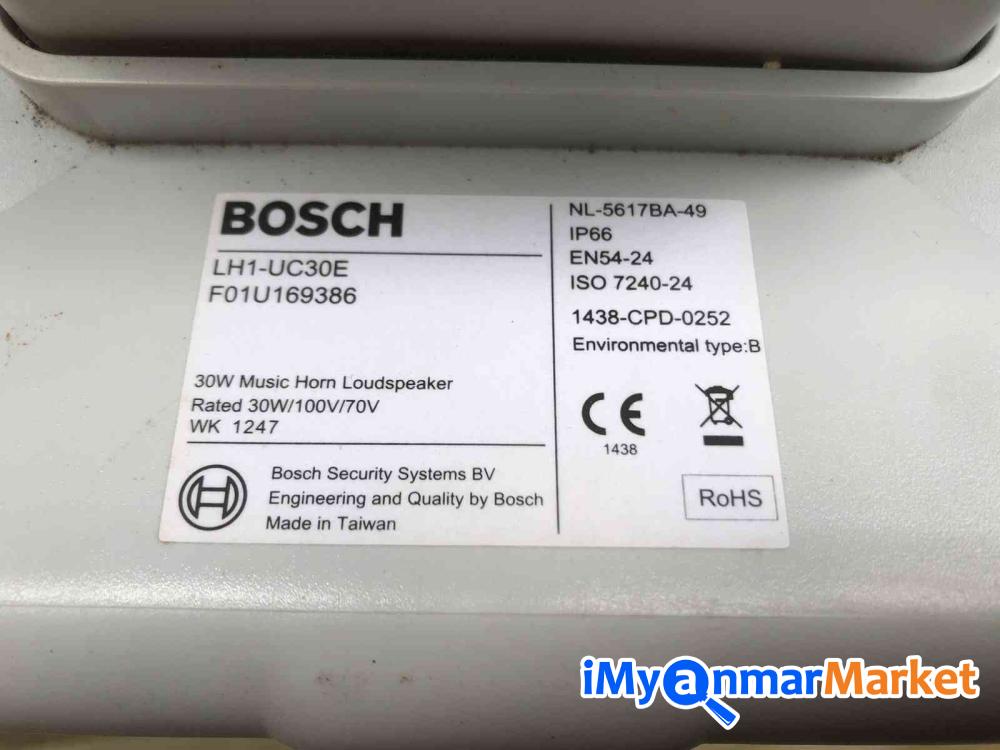 BOSCH
LH1-UC30E
F01U169386
30W Music Horn Loudspeaker
Rated 30W/100V/70V
WK 1247
Bosch Security Systems BV
Engineering and Quality by Bosch
Made in Taiwan
NL-5617BA-49
IP66
EN54-24
ISO 7240-24
1438-CPD-0252
Environmental type:B
CE
1438
RoHS
iMyanmarMarket